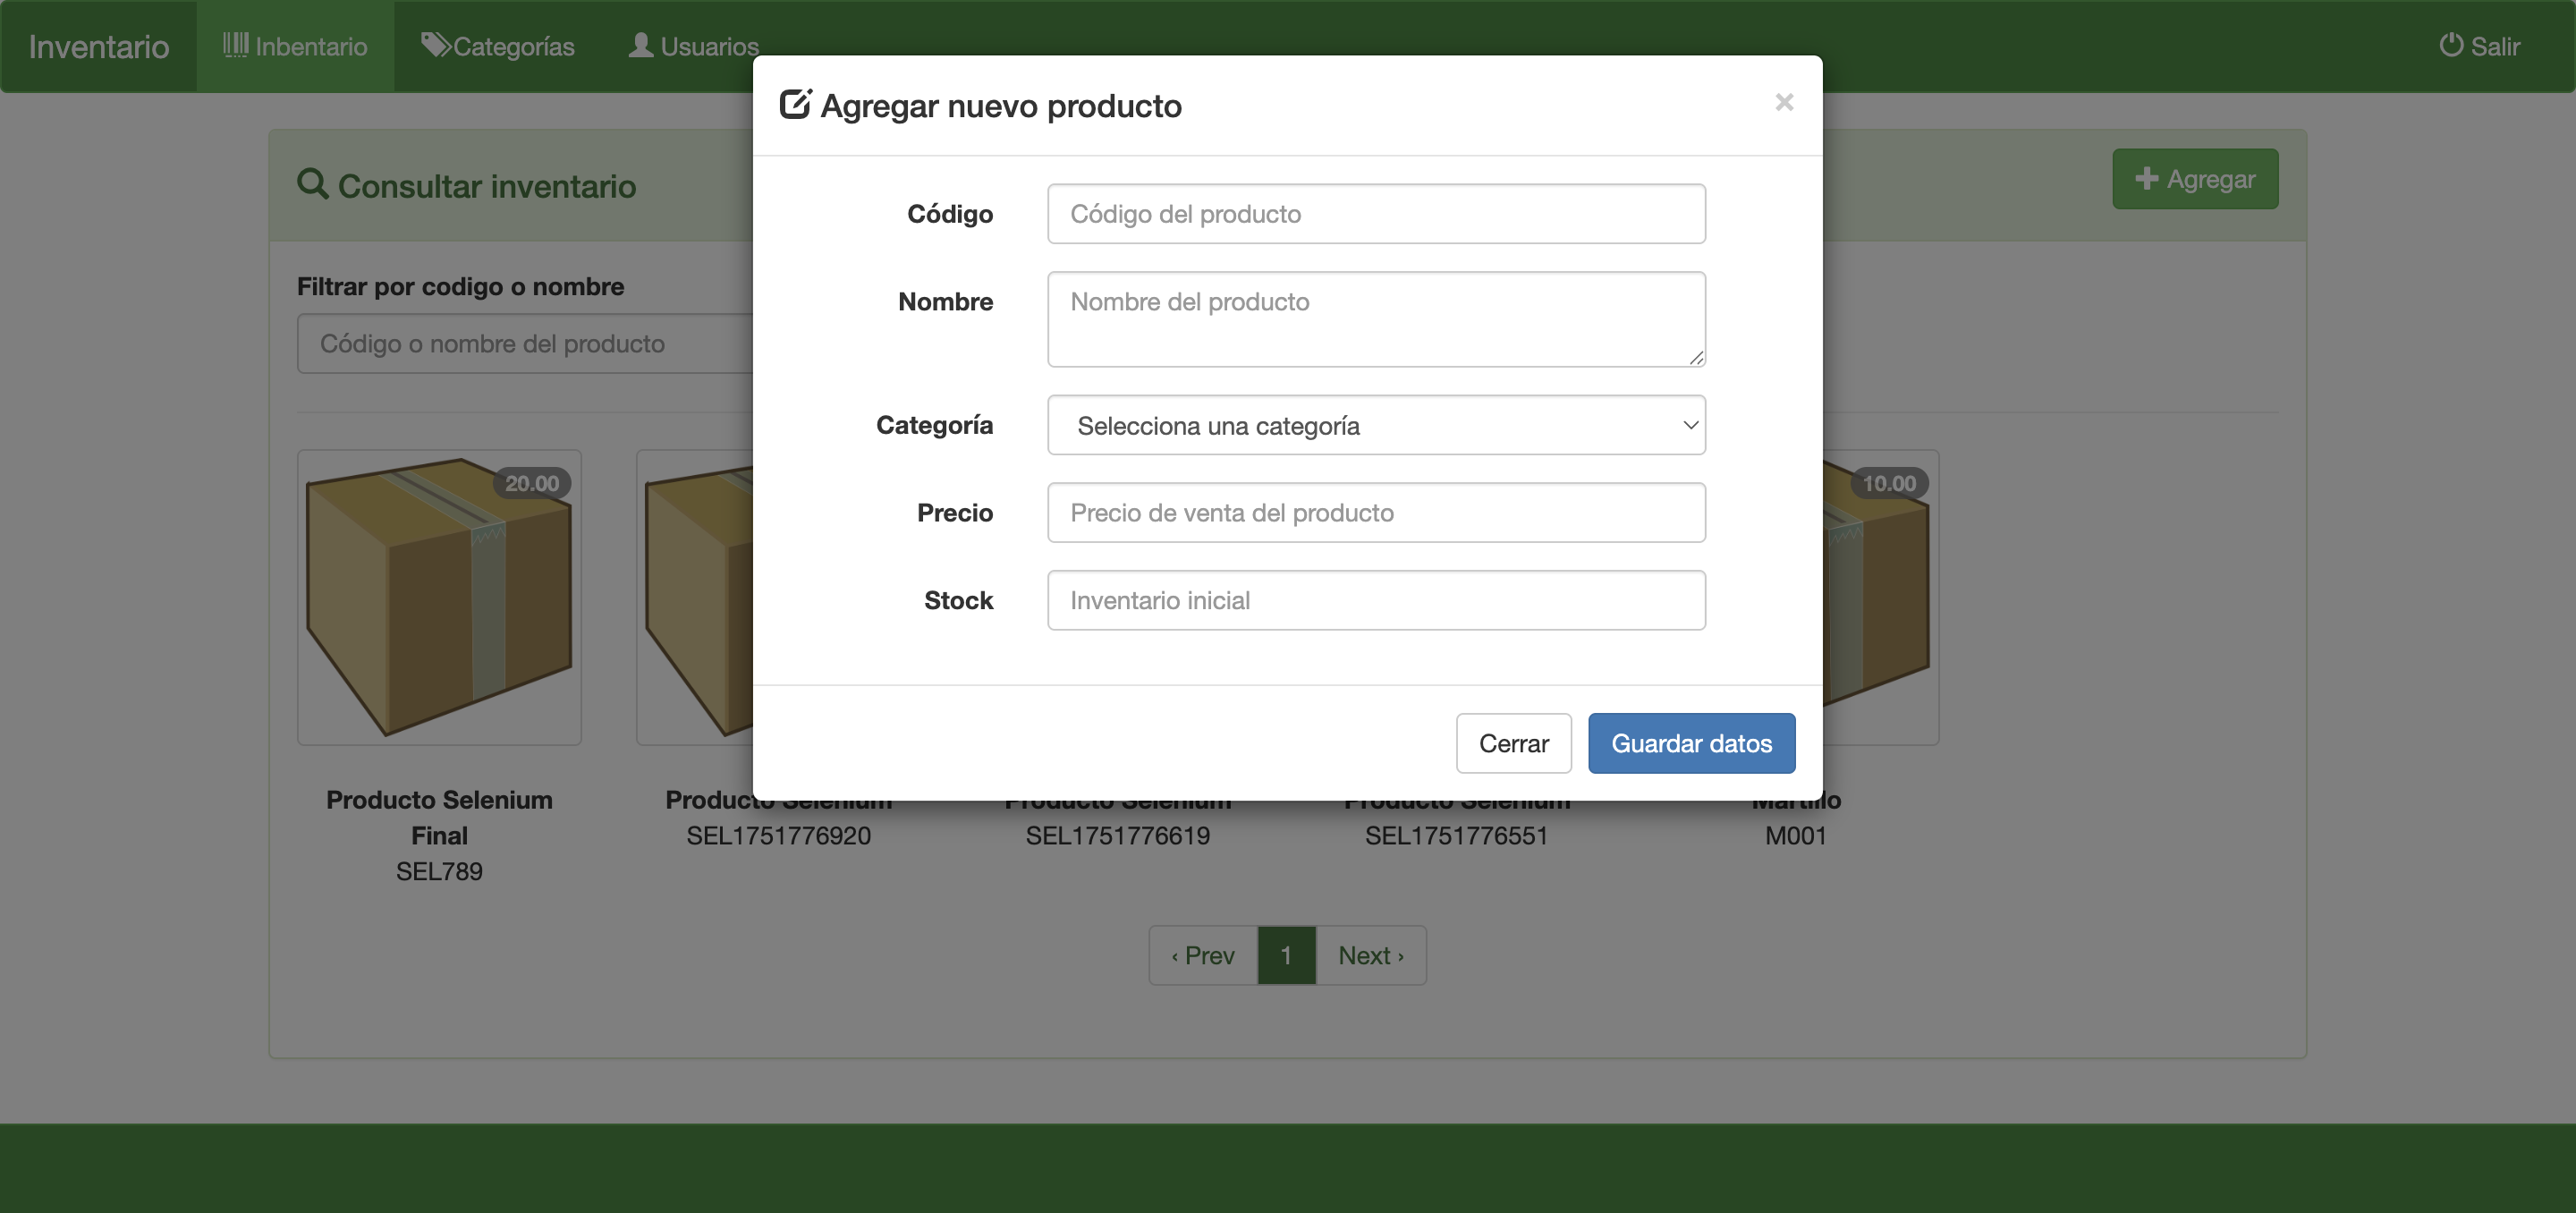 Inventario
Inbentario
Categorías
Usuarios
Salir
Agregar nuevo producto
×
Consultar inventario
Agregar
Código
Código del producto
Filtrar por codigo o nombre
Nombre
Nombre del producto
Código o nombre del producto
Categoría
Selecciona una categoría
20.00
10.00
Precio
Precio de venta del producto
Stock
Inventario inicial
Cerrar
Guardar datos
Producto Selenium
Final
SEL789
Producto Selenium
SEL1751776920
Producto Selenium
SEL1751776619
Producto Selenium
SEL1751776551
Martillo
M001
‹ Prev
1
Next ›